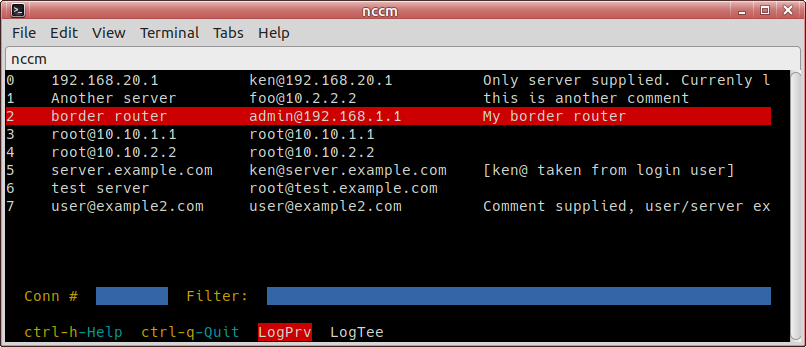 nccm
File Edit View Terminal Tabs Help
nccm
0 192.168.20.1 ken@192.168.20.1 Only server supplied. Currenly l
1 Another server foo@10.2.2.2 this is another comment
2 border router admin@192.168.1.1 My border router
3 root@10.10.1.1 root@10.10.1.1
4 root@10.10.2.2 root@10.10.2.2
5 server.example.com ken@server.example.com [ken@ taken from login user]
6 test server root@test.example.com
7 user@example2.com user@example2.com Comment supplied, user/server ex
Conn # Filter:
ctrl-h-Help ctrl-q-Quit LogPrv LogTee